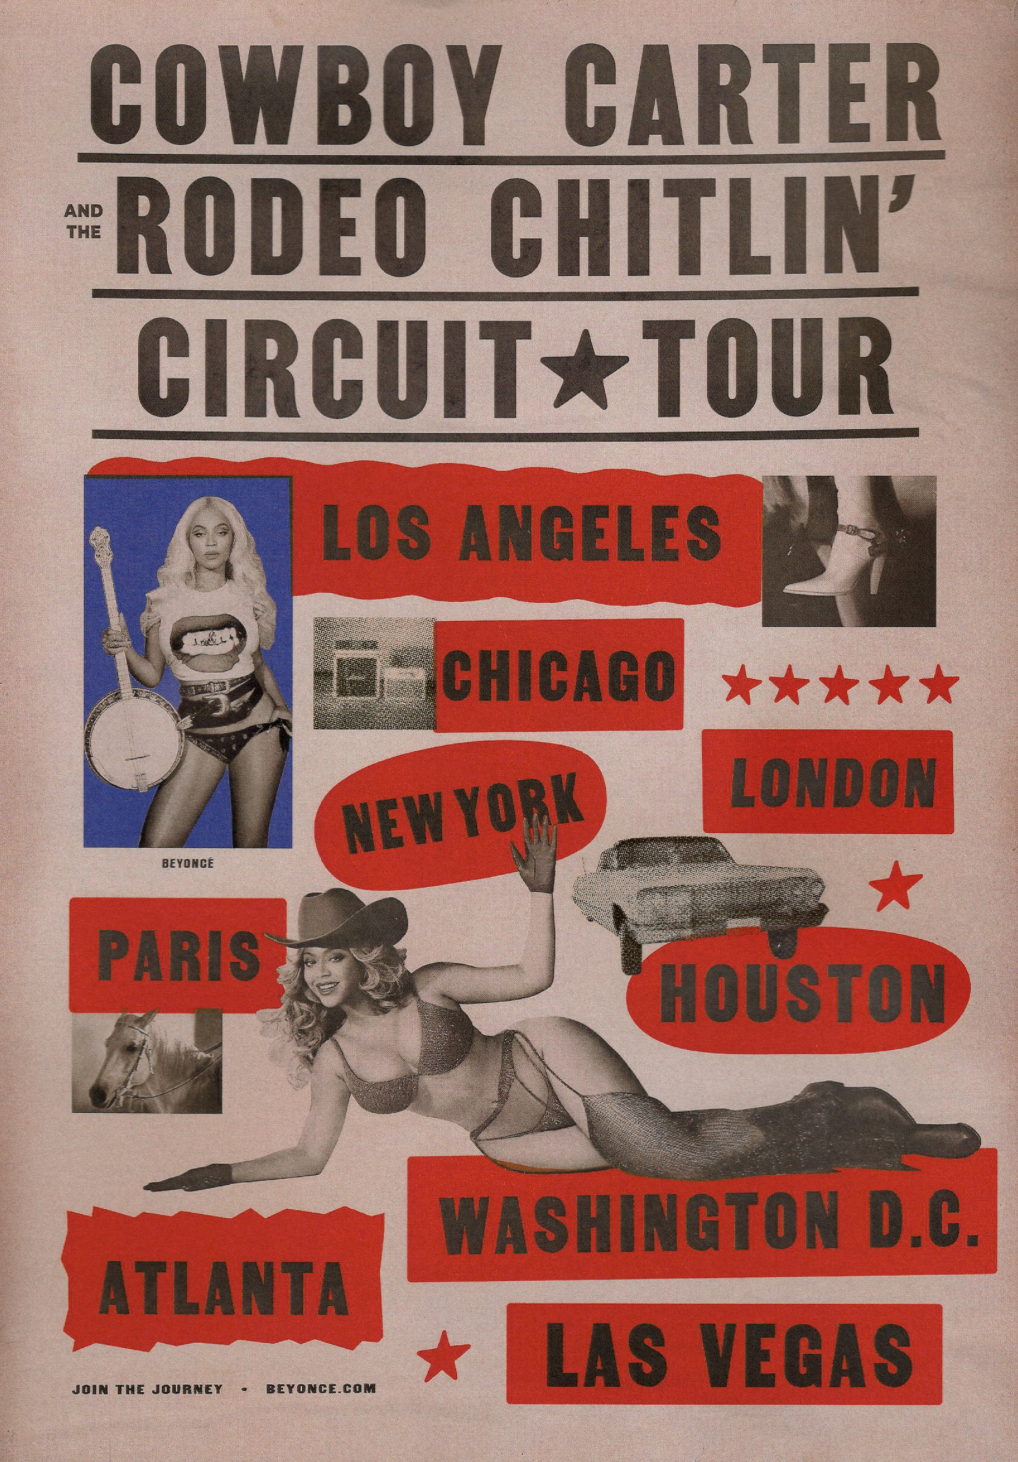 COWBOY CARTER
AND THE RODEO CHITLIN’
CIRCUIT★TOUR
LOS ANGELES
CHICAGO
NEW YORK
LONDON
BEYONCÉ
PARIS
HOUSTON
WASHINGTON D.C.
ATLANTA
LAS VEGAS
JOIN THE JOURNEY • BEYONCE.COM